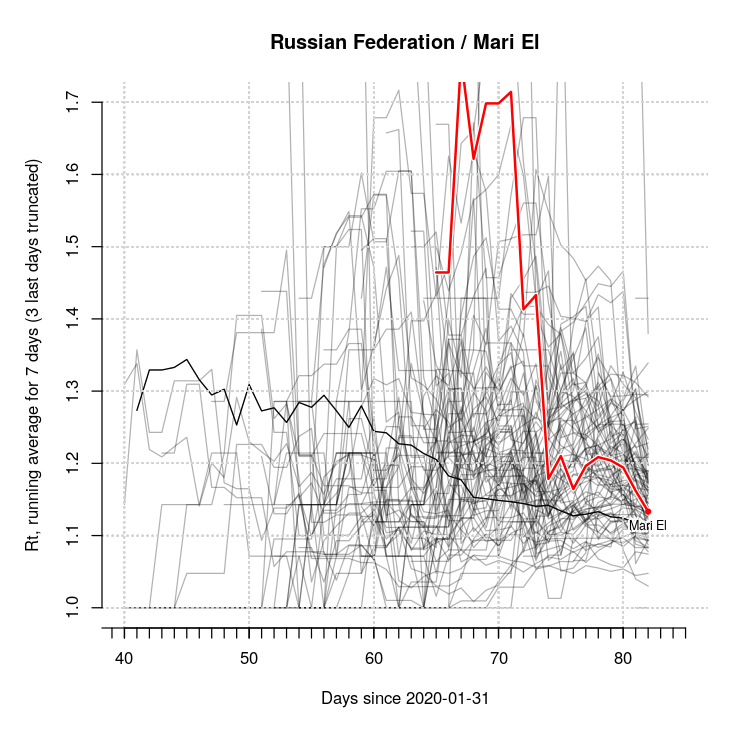 Russian Federation / Mari El
Rt, running average for 7 days (3 last days truncated)
1.7
1.6
1.5
1.4
1.3
1.2
1.1
1.0
Mari El
40 50 60 70 80
Days since 2020-01-31